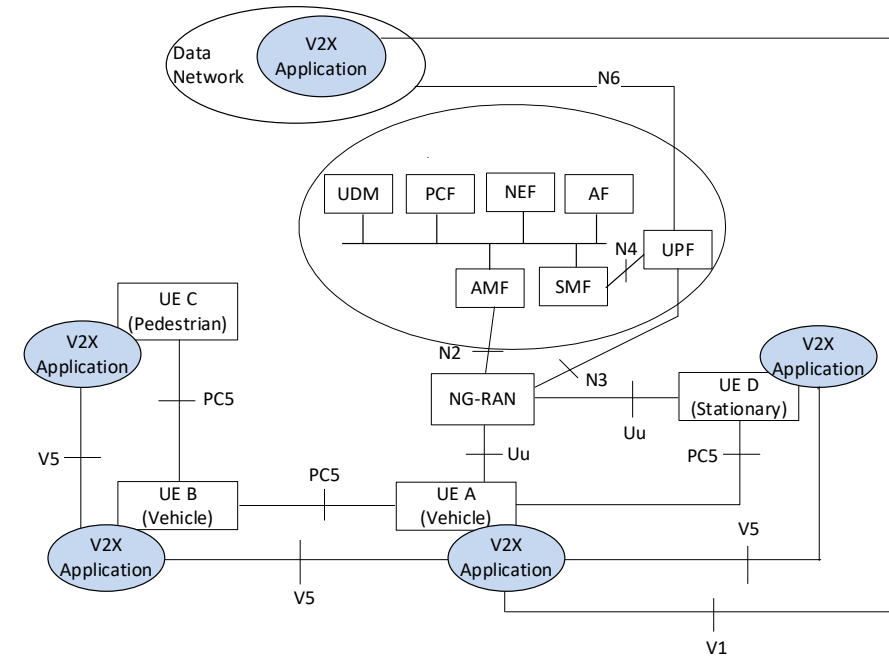 V2X
Application
Data
Network
N6
UDM
PCF
NEF
AF
N4
UPF
AMF
SMF
UE C
(Pedestrian)
V2X
Application
N2
N3
V2X
Application
NG-RAN
UE D
(Stationary)
PC5
Uu
V5
Uu
PC5
PC5
UE B
(Vehicle)
UE A
(Vehicle)
V5
V2X
Application
V2X
Application
V5
V1